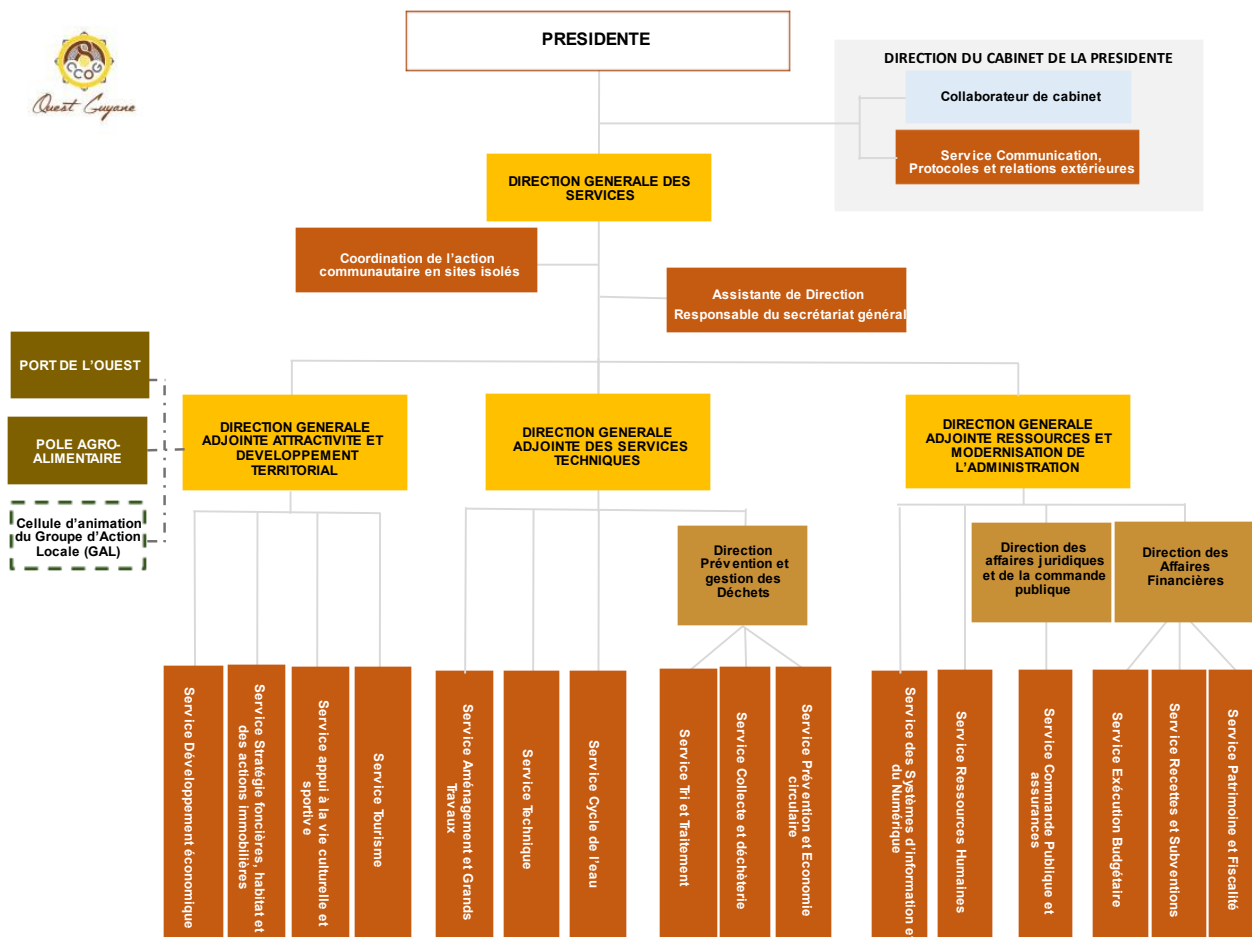 PRESIDENTE
CCOG
Ouest Guyane
DIRECTION DU CABINET DE LA PRESIDENTE
Collaborateur de cabinet
Service Communication,
Protocoles et relations extérieures
DIRECTION GENERALE DES
SERVICES
Coordination de l'action
communautaire en sites isolés
Assistante de Direction
Responsable du secrétariat général
PORT DE L'OUEST
POLE AGRO-
ALIMENTAIRE
Cellule d'animation
du Groupe d'Action
Locale (GAL)
DIRECTION GENERALE
ADJOINTE ATTRACTIVITE ET
DEVELOPPEMENT
TERRITORIAL
DIRECTION GENERALE
ADJOINTE DES SERVICES
TECHNIQUES
DIRECTION GENERALE
ADJOINTE RESSOURCES ET
MODERNISATION DE
L'ADMINISTRATION
Direction
Prévention et
gestion des
Déchets
Direction des
affaires juridiques
et de la commande
publique
Direction des
Affaires
Financières
Service Développement économique
Service Stratégié foncières, habitat et
des actions immobilières
Service appui à la vie culturelle et
sportive
Service Tourisme
Service Aménagement et Grands
Travaux
Service Technique
Service Cycle de l'eau
Service Tri et Traitement
Service Collecte et déchèterie
Service Prévention et Economie
circulaire
Service des Systèmes d'Information et
du Numérique
Service Ressources Humaines
Service Commande Publique et
assurances
Service Exécution Budgétaire
Service Recettes et Subventions
Service Patrimoine et Fiscalité